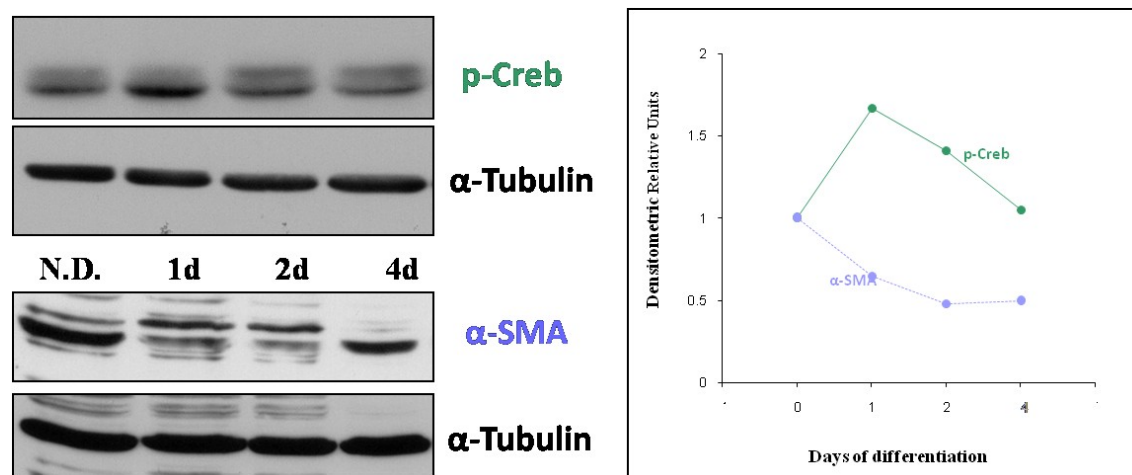 p-Creb
α-Tubulin
N.D. 1d 2d 4d
α-SMA
α-Tubulin
Densitometric Relative Units
2
1.5
1
0.5
0
p-Creb
α-SMA
0 1 2 4
Days of differentiation